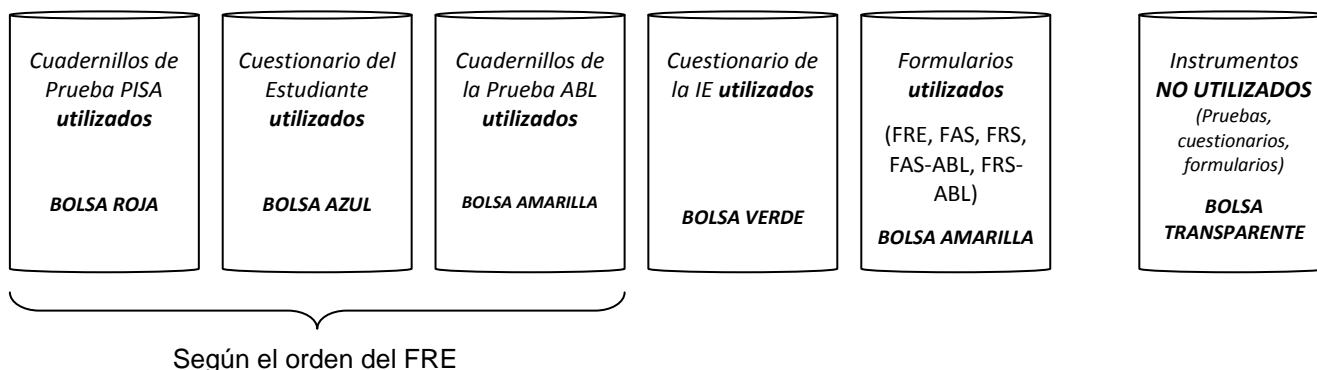 Cuadernillos de
Prueba PISA
utilizados
BOLSA ROJA
Cuestionario del
Estudiante
utilizados
BOLSA AZUL
Cuadernillos de
la Prueba ABL
utilizados
BOLSA AMARILLA
Cuestionario de
la IE utilizados
BOLSA VERDE
Formularios
utilizados
(FRE, FAS, FRS,
FAS-ABL, FRS-
ABL)
BOLSA AMARILLA
Instrumentos
NO UTILIZADOS
(Pruebas,
cuestionarios,
formularios)
BOLSA
TRANSPARENTE
Según el orden del FRE